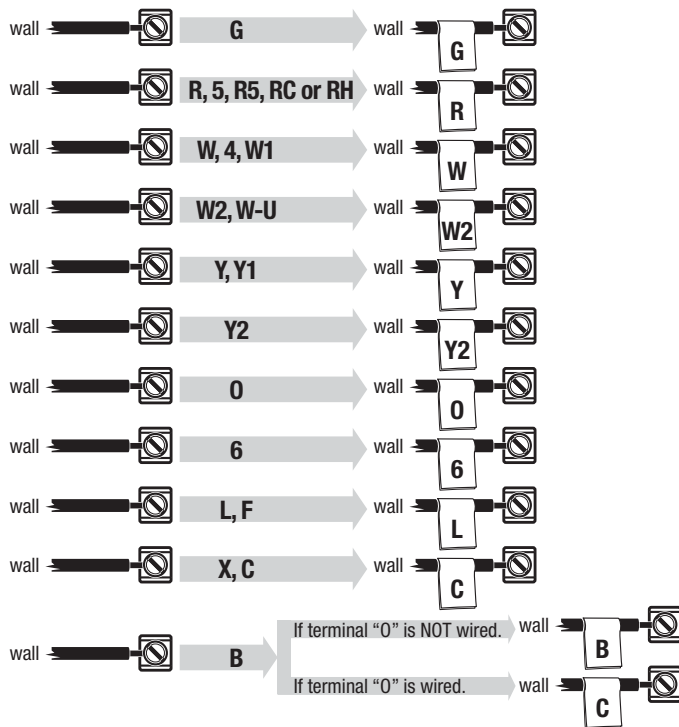 wall G wall G
wall R, 5, R5, RC or RH wall R
wall W, 4, W1 wall W
wall W2, W-U wall W2
wall Y, Y1 wall Y
wall Y2 wall Y2
wall O wall O
wall 6 wall 6
wall L, F wall L
wall X, C wall C
If terminal “O” is NOT wired. wall B
wall B
If terminal “O” is wired. wall C